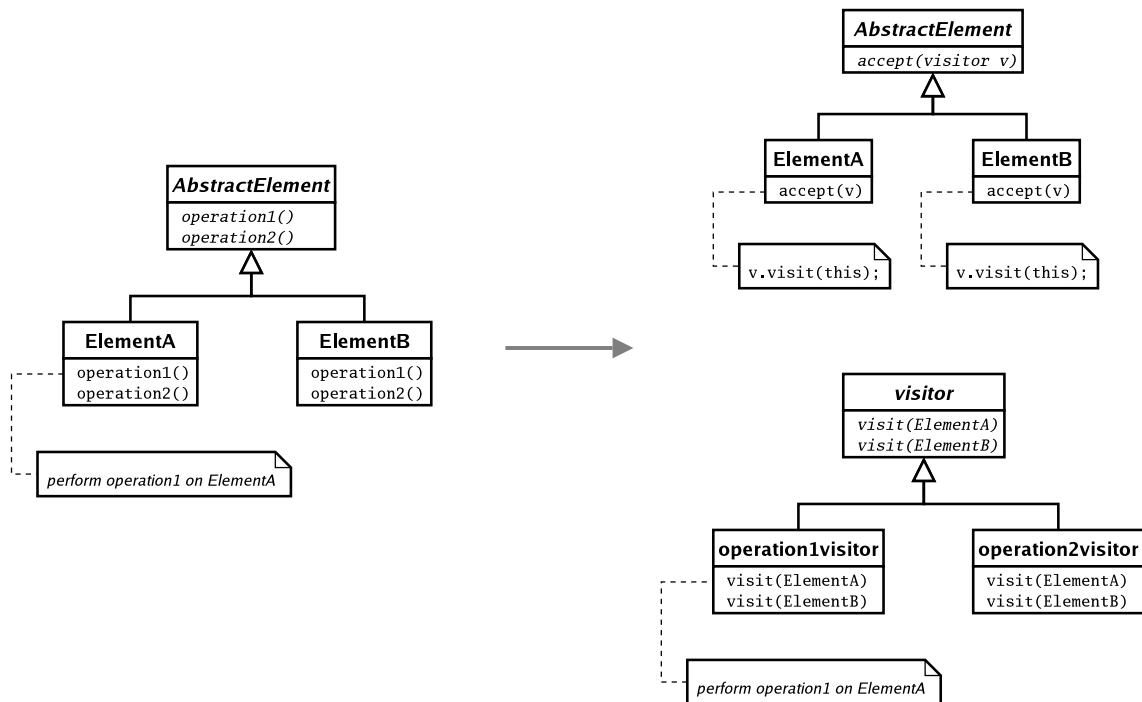 AbstractElement
operation1()
operation2()
ElementA
operation1()
operation2()
ElementB
operation1()
operation2()
perform operation1 on ElementA
AbstractElement
accept(visitor v)
ElementA
accept(v)
ElementB
accept(v)
v.visit(this);
v.visit(this);
visitor
visit(ElementA)
visit(ElementB)
operation1visitor
visit(ElementA)
visit(ElementB)
operation2visitor
visit(ElementA)
visit(ElementB)
perform operation1 on ElementA